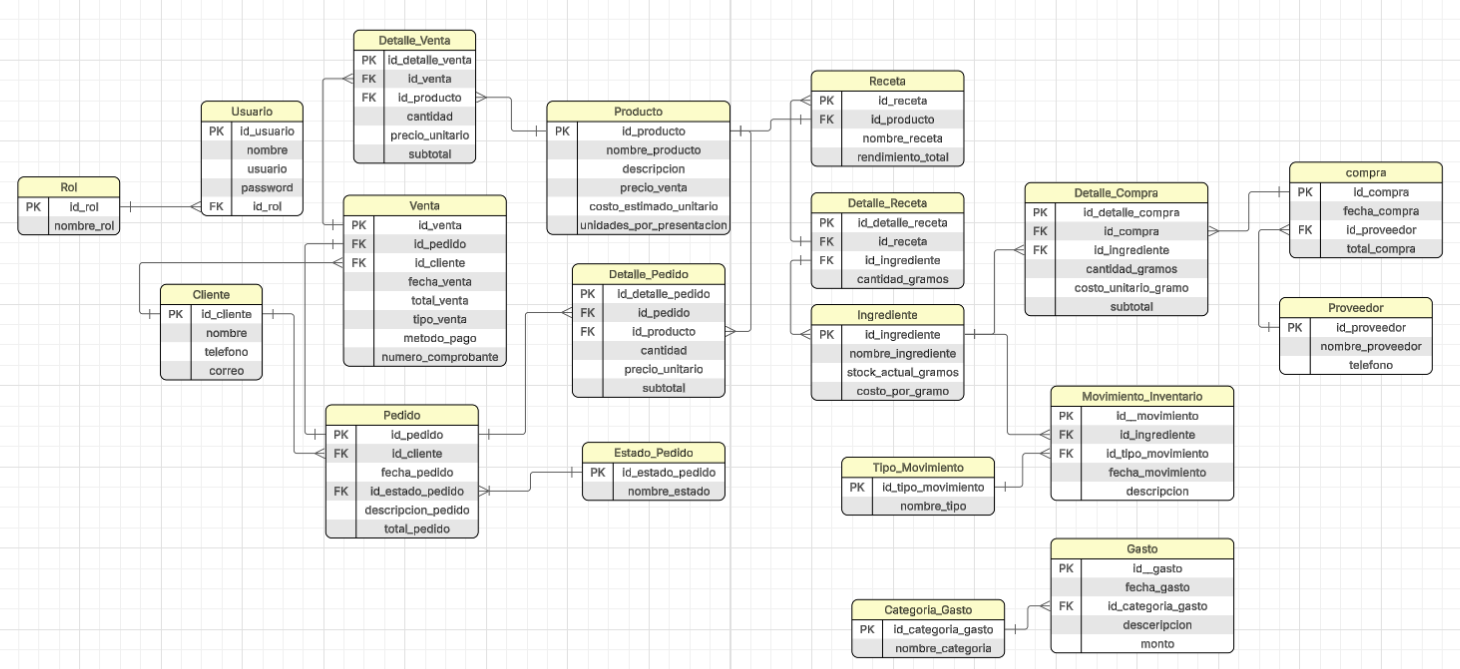 Detalle_Venta
PK id_detalle_venta
FK id_venta
FK id_producto
cantidad
precio_unitario
subtotal
Usuario
PK id_usuario
nombre
usuario
password
FK id_rol
Rol
PK id_rol
nombre_rol
Venta
PK id_venta
FK id_pedido
FK id_cliente
fecha_venta
total_venta
tipo_venta
metodo_pago
numero_comprobante
Cliente
PK id_cliente
nombre
telefono
correo
Pedido
PK id_pedido
FK id_cliente
fecha_pedido
FK id_estado_pedido
descripcion_pedido
total_pedido
Producto
PK id_producto
nombre_producto
descripcion
precio_venta
costo_estimado_unitario
unidades_por_presentacion
Detalle_Pedido
PK id_detalle_pedido
FK id_pedido
FK id_producto
cantidad
precio_unitario
subtotal
Estado_Pedido
PK id_estado_pedido
nombre_estado
Receta
PK id_receta
FK id_producto
nombre_receta
rendimiento_total
Detalle_Receta
PK id_detalle_receta
FK id_receta
FK id_ingrediente
cantidad_gramos
Ingrediente
PK id_ingrediente
nombre_ingrediente
stock_actual_gramos
costo_por_gramo
Detalle_Compra
PK id_detalle_compra
FK id_compra
FK id_ingrediente
cantidad_gramos
costo_unitario_gramo
subtotal
compra
PK id_compra
fecha_compra
FK id_proveedor
total_compra
Proveedor
PK id_proveedor
nombre_proveedor
telefono
Movimiento_Inventario
PK id__movimiento
FK id_ingrediente
FK id_tipo_movimiento
fecha_movimiento
descripcion
Tipo_Movimiento
PK id_tipo_movimiento
nombre_tipo
Gasto
PK id__gasto
fecha_gasto
FK id_categoria_gasto
desceripcion
monto
Categoria_Gasto
PK id_categoria_gasto
nombre_categoria